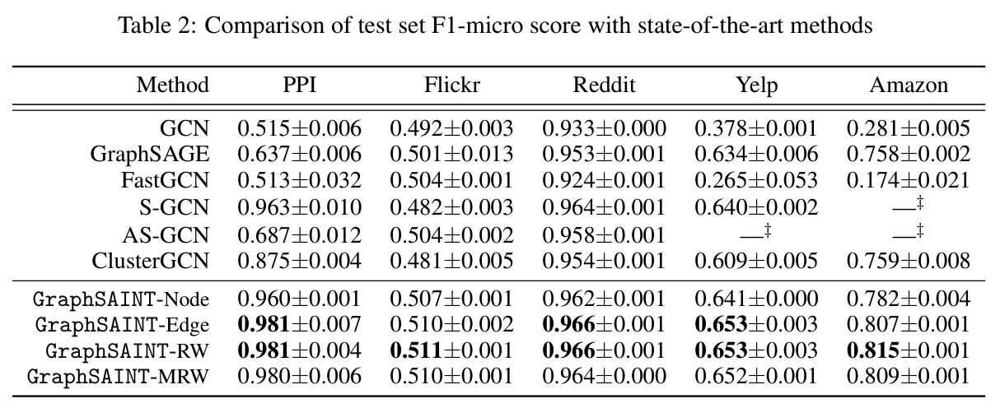 Table 2: Comparison of test set F1-micro score with state-of-the-art methods
Method PPI Flickr Reddit Yelp Amazon
GCN 0.515±0.006 0.492±0.003 0.933±0.000 0.378±0.001 0.281±0.005
GraphSAGE 0.637±0.006 0.501±0.013 0.953±0.001 0.634±0.006 0.758±0.002
FastGCN 0.513±0.032 0.504±0.001 0.924±0.001 0.265±0.053 0.174±0.021
S-GCN 0.963±0.010 0.482±0.003 0.964±0.001 0.640±0.002 —‡
AS-GCN 0.687±0.012 0.504±0.002 0.958±0.001 —‡ —‡
ClusterGCN 0.875±0.004 0.481±0.005 0.954±0.001 0.609±0.005 0.759±0.008
GraphSAINT-Node 0.960±0.001 0.507±0.001 0.962±0.001 0.641±0.000 0.782±0.004
GraphSAINT-Edge 0.981±0.007 0.510±0.002 0.966±0.001 0.653±0.003 0.807±0.001
GraphSAINT-RW 0.981±0.004 0.511±0.001 0.966±0.001 0.653±0.003 0.815±0.001
GraphSAINT-MRW 0.980±0.006 0.510±0.001 0.964±0.000 0.652±0.001 0.809±0.001